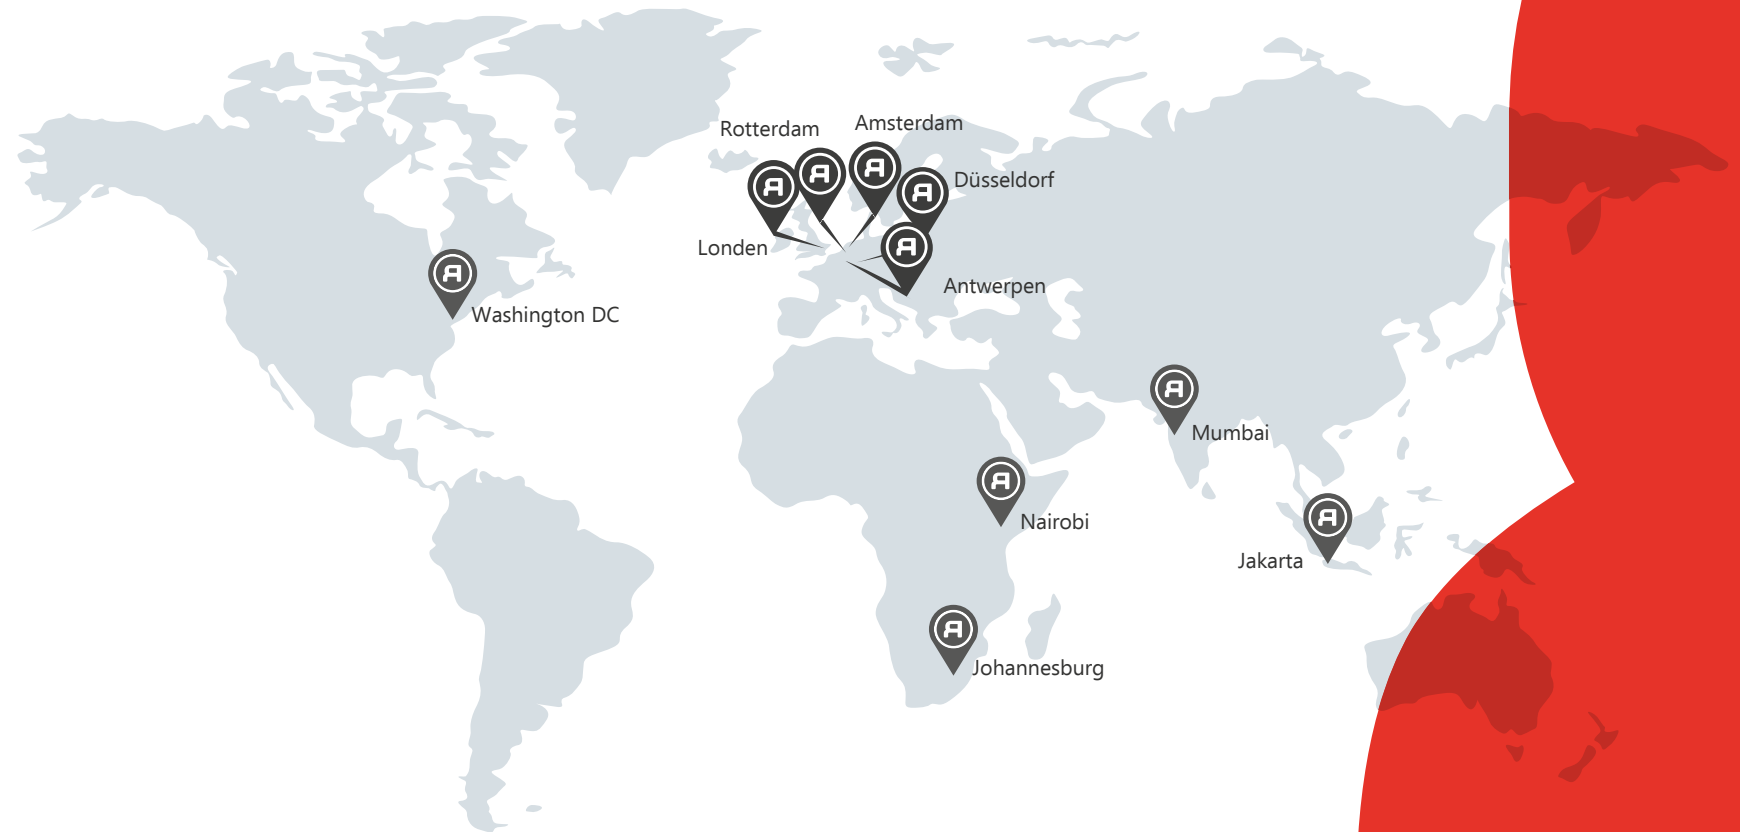 Rotterdam
Amsterdam
Düsseldorf
Londen
Antwerpen
Washington DC
Mumbai
Nairobi
Jakarta
Johannesburg